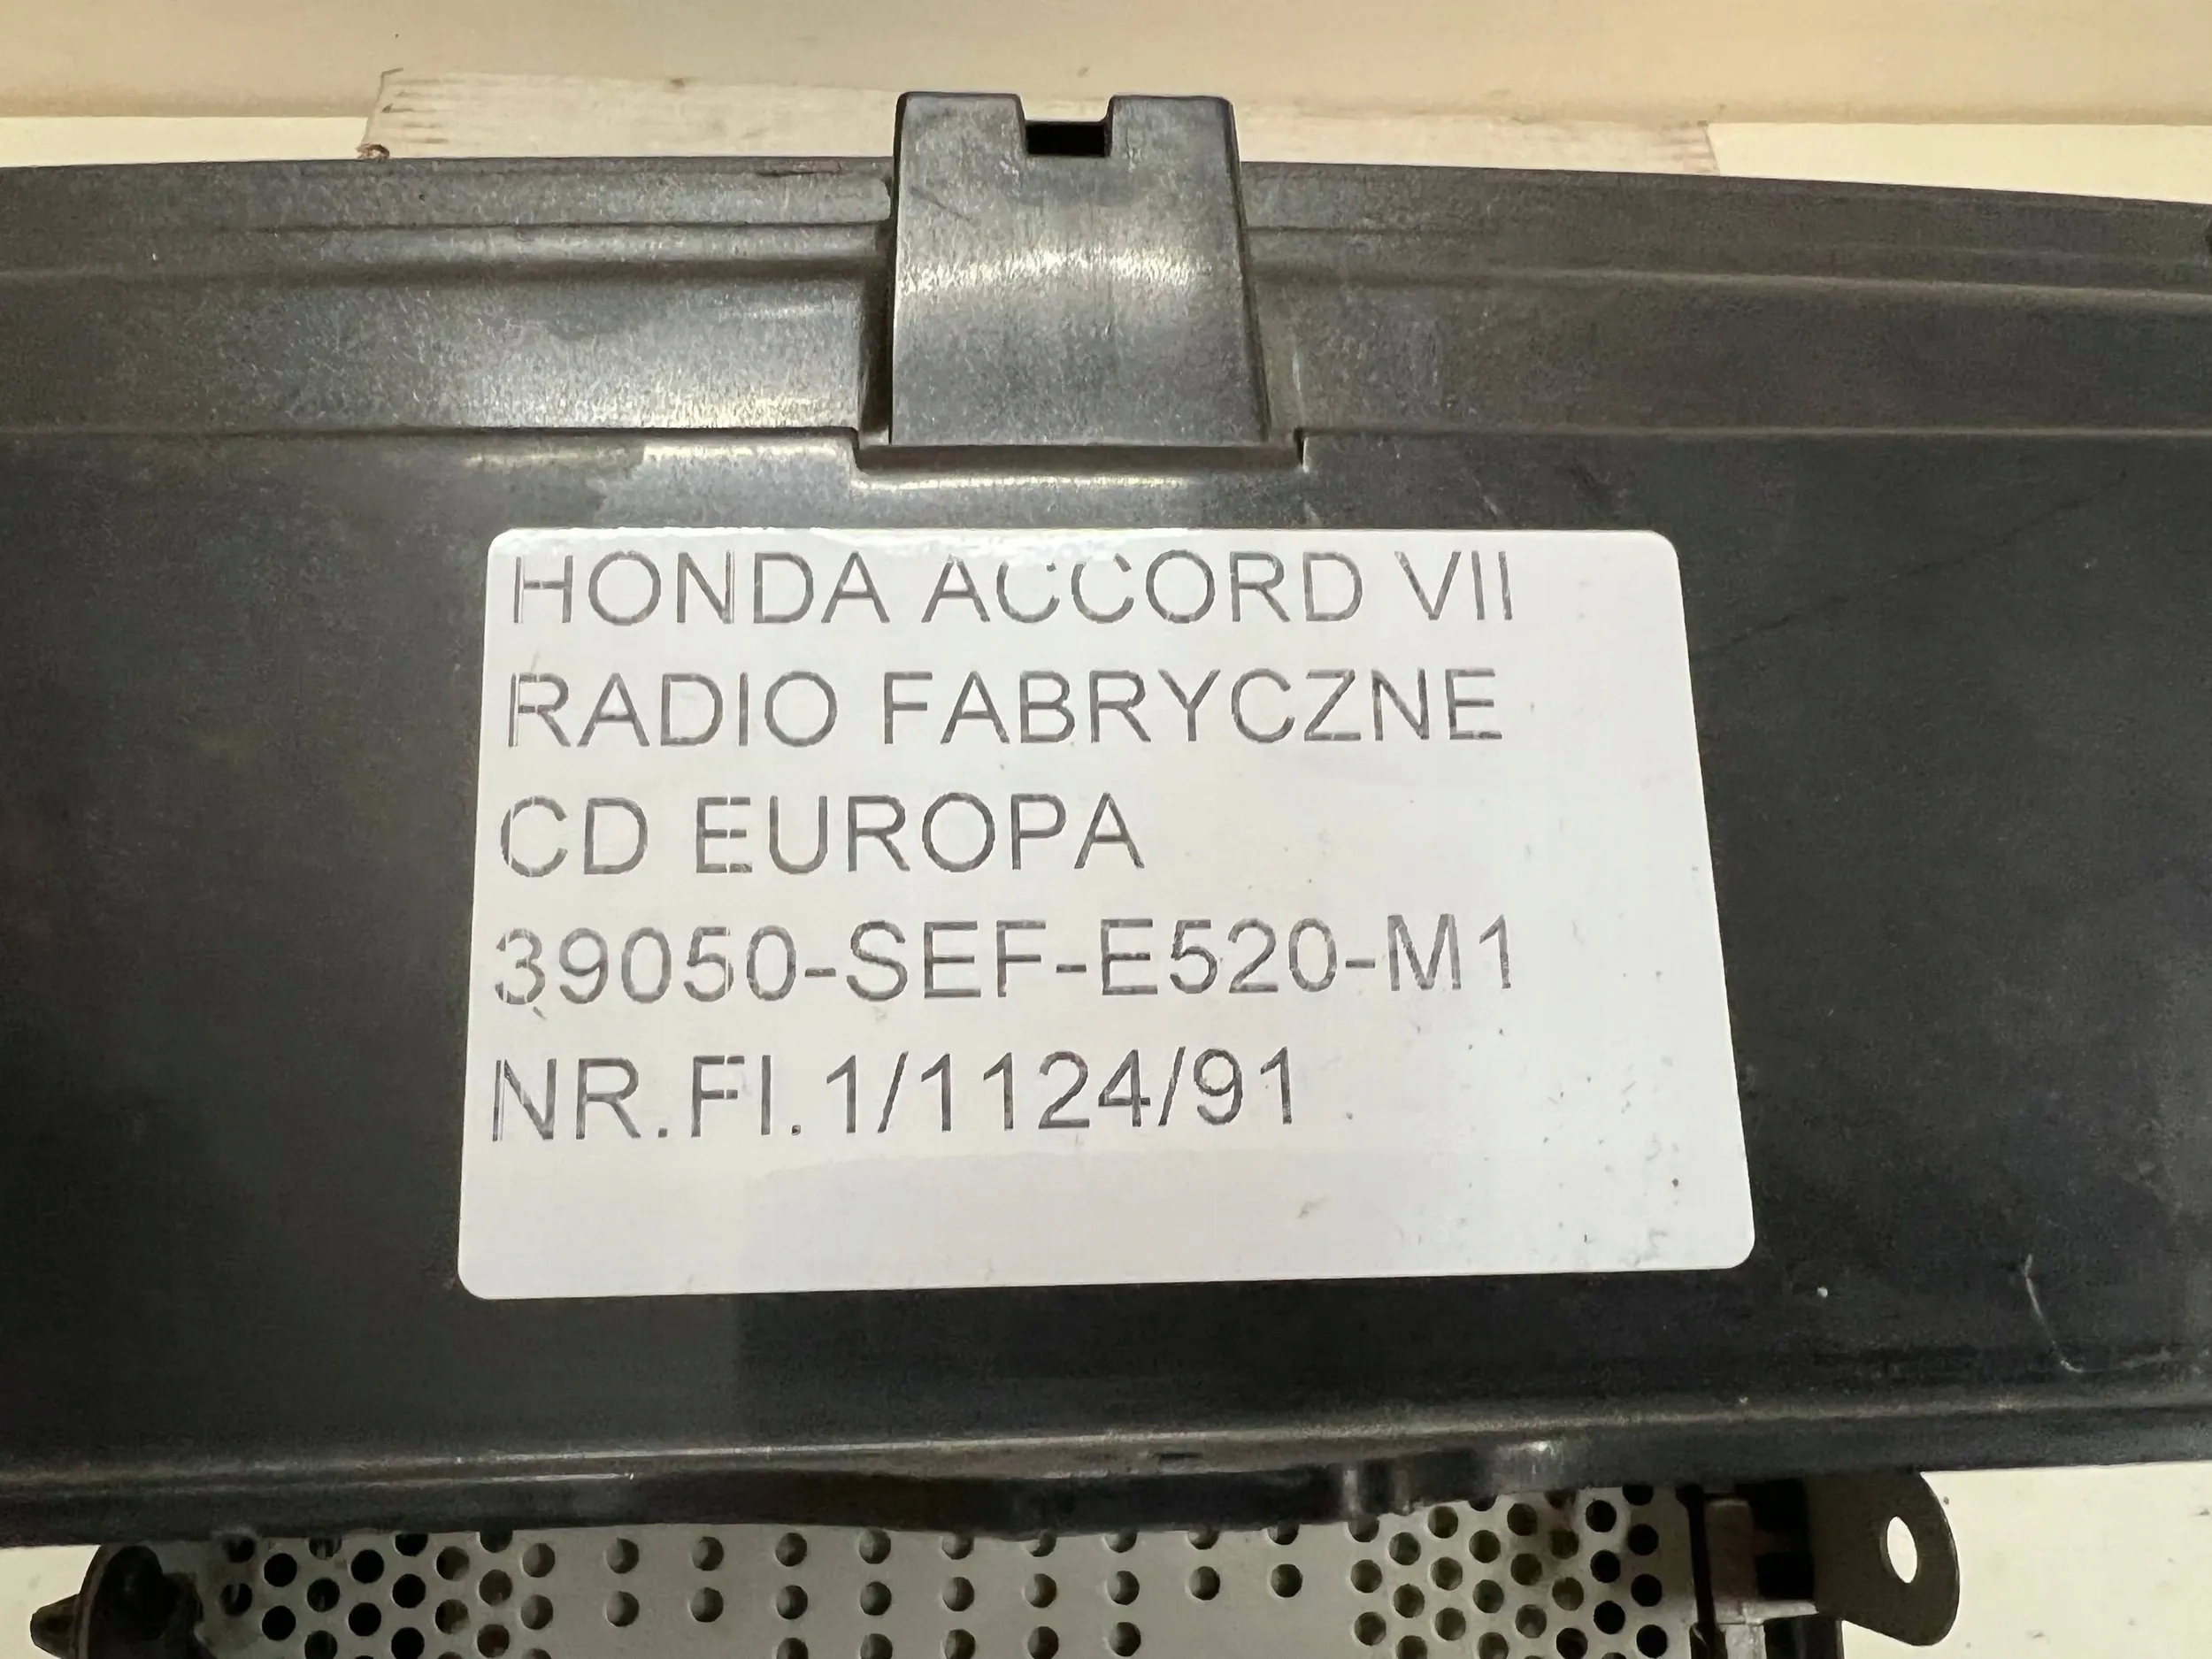 HONDA ACCORD VII
RADIO FABRYCZNE
CD EUROPA
39050-SEF-E520-M1
NR.FI.1/1124/91